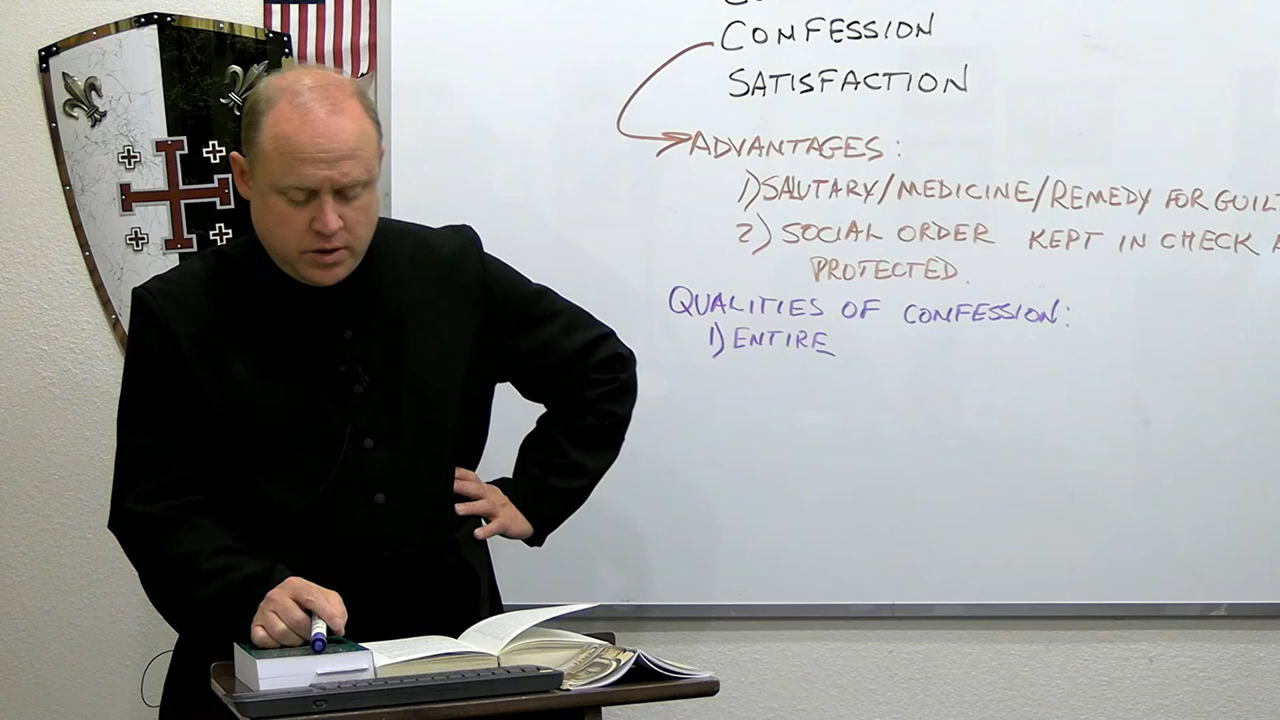 CONFESSION
SATISFACTION
ADVANTAGES:
1) SALUTARY/MEDICINE/REMEDY FOR GUILT
2) SOCIAL ORDER KEPT IN CHECK
PROTECTED.
QUALITIES OF CONFESSION:
1) ENTIRE